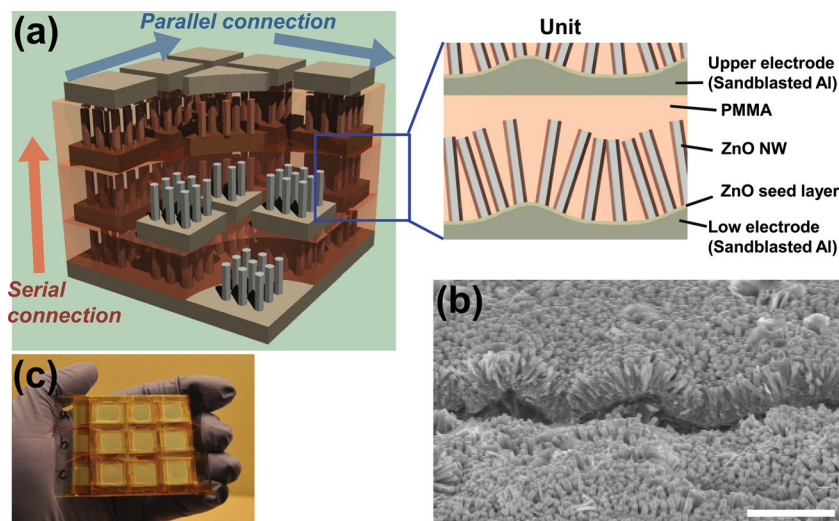 (a)
Parallel connection
Serial
connection
Unit
Upper electrode
(Sandblasted Al)
PMMA
ZnO NW
ZnO seed layer
Low electrode
(Sandblasted Al)
(b)
(c)
a
b
c